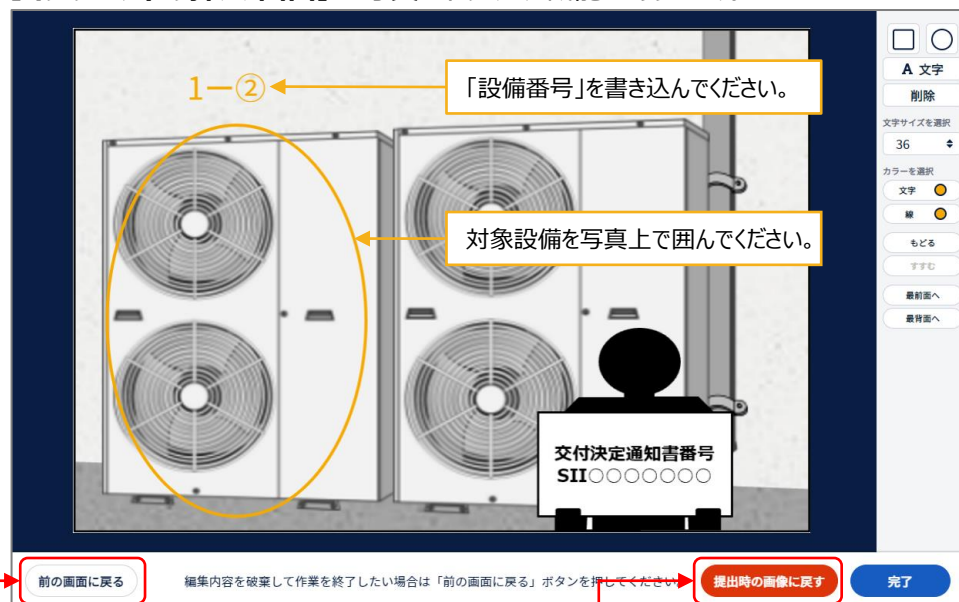 1ー②
「設備番号」を書き込んでください。
対象設備を写真上で囲んでください。
交付決定通知書番号
SII○○○○○○○
A 文字
削除
文字サイズを選択
36
カラーを選択
文字
線
もどる
すすむ
最前面へ
最背面へ
前の画面に戻る
編集内容を破棄して作業を終了したい場合は「前の画面に戻る」ボタンを押してください。
提出時の画像に戻す
完了